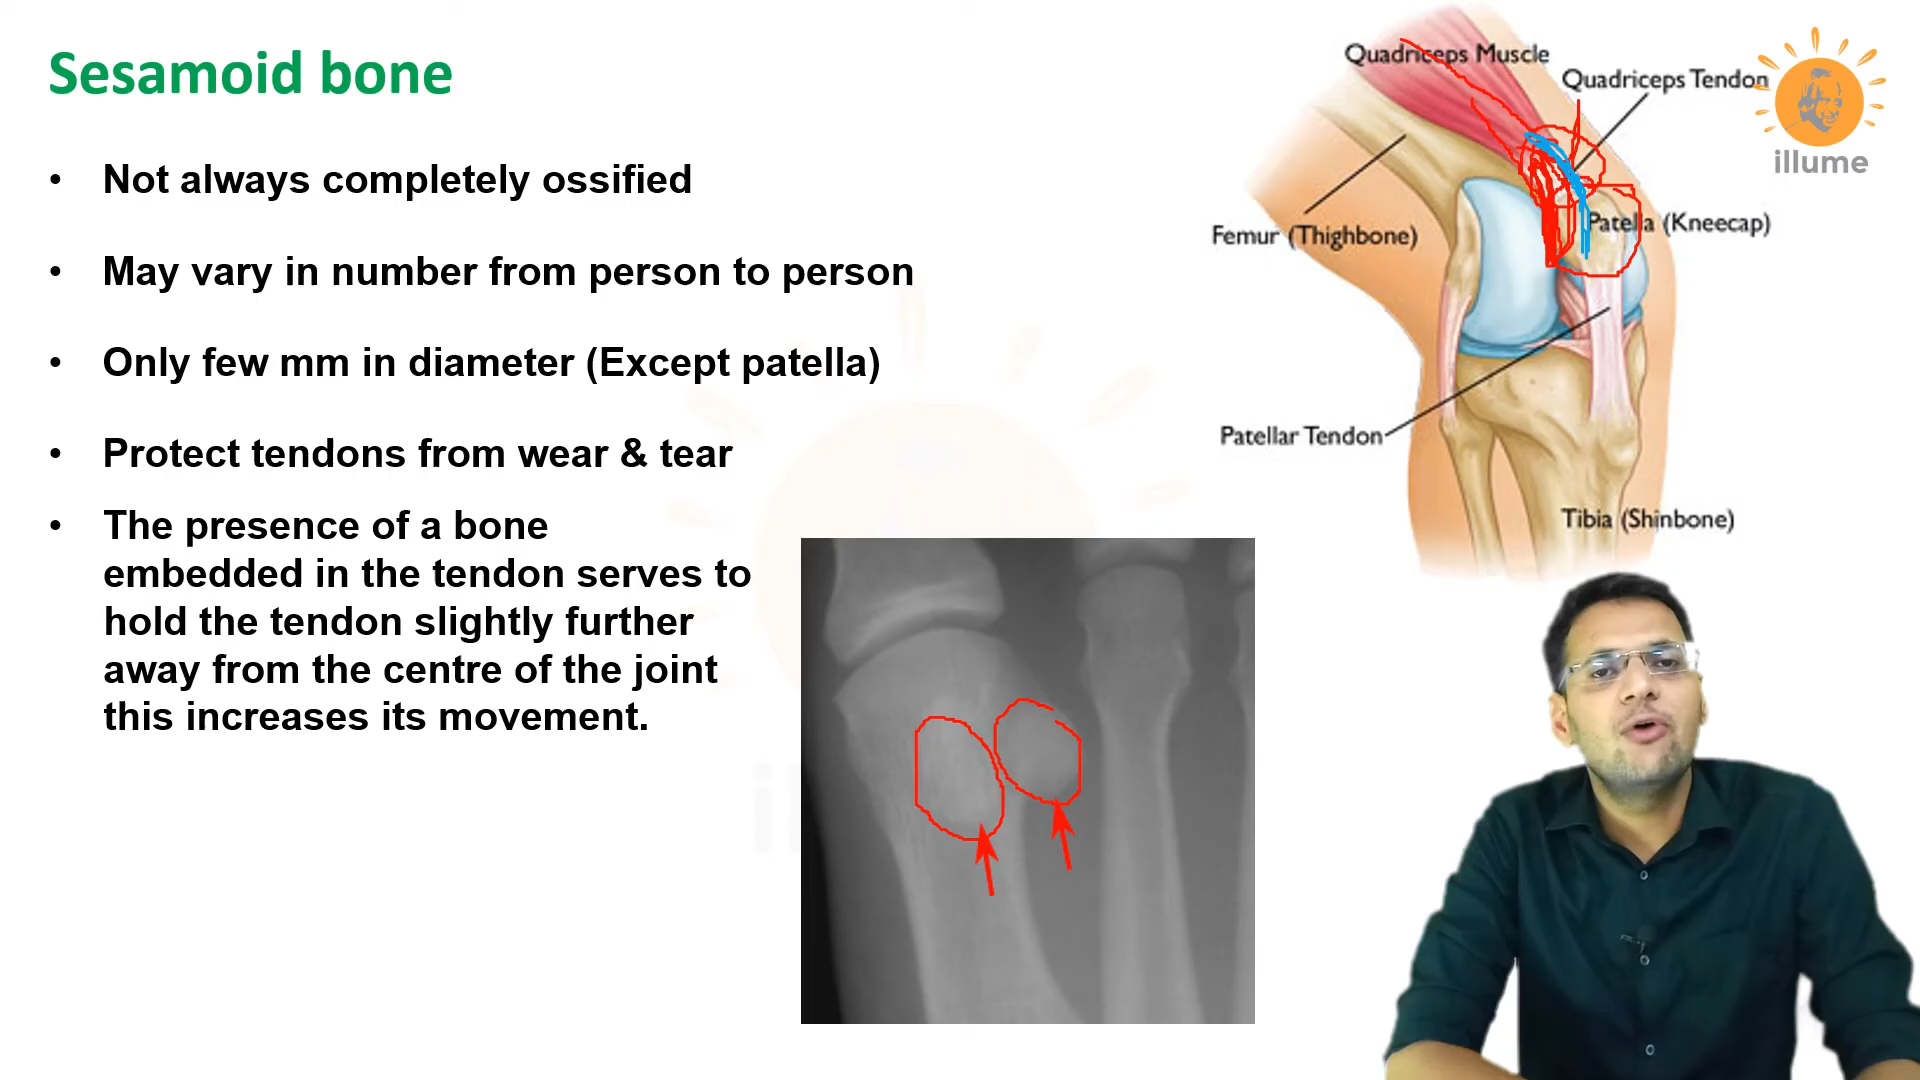 Sesamoid bone
• Not always completely ossified
• May vary in number from person to person
• Only few mm in diameter (Except patella)
• Protect tendons from wear & tear
• The presence of a bone
embedded in the tendon serves to
hold the tendon slightly further
away from the centre of the joint
this increases its movement.
Quadriceps Muscle
Quadriceps Tendon
illume
Patella (Kneecap)
Femur (Thighbone)
Patellar Tendon
Tibia (Shinbone)